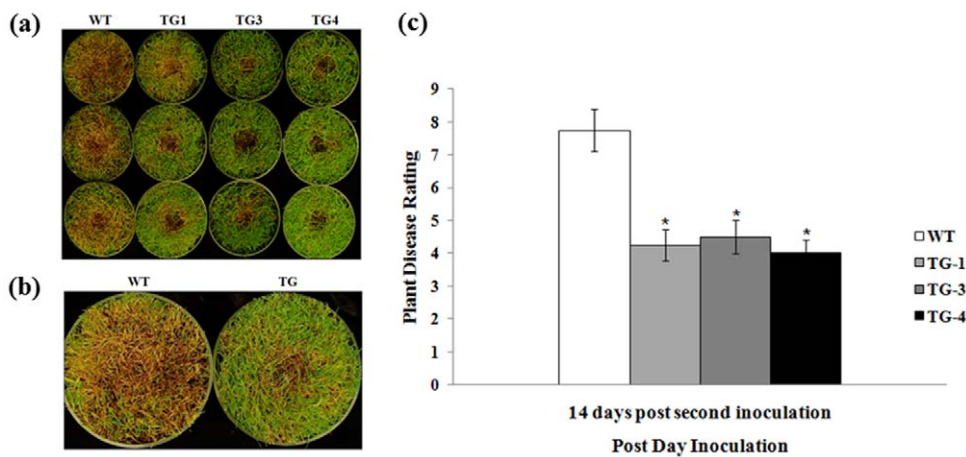 (a)
WT TG1 TG3 TG4
(b)
WT TG
(c)
Plant Disease Rating
9
8
7
6
5
4
3
2
1
0
* * *
WT
TG-1
TG-3
TG-4
14 days post second inoculation
Post Day Inoculation